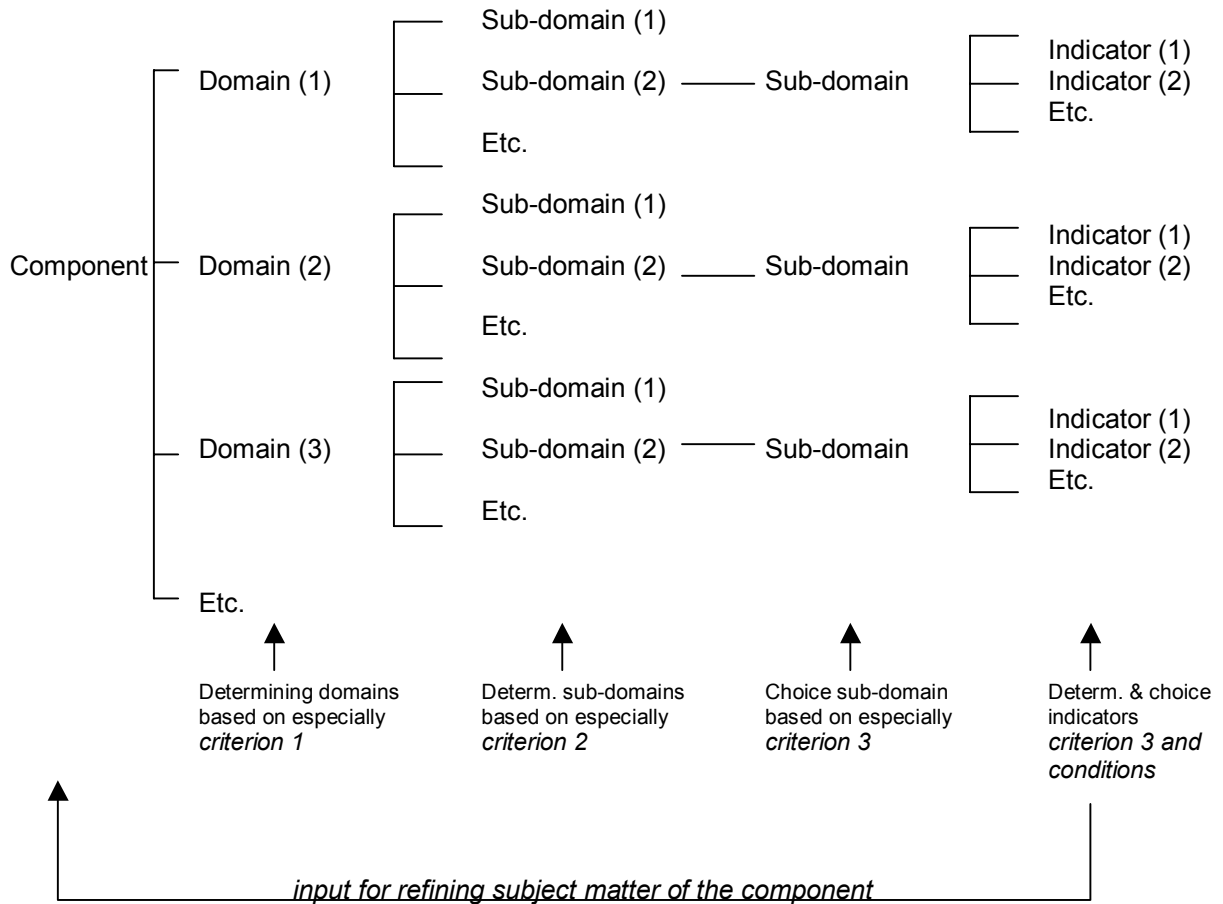 Sub-domain (1)
Domain (1)
Sub-domain (2)
Sub-domain
Indicator (1)
Indicator (2)
Etc.
Etc.
Sub-domain (1)
Component
Domain (2)
Sub-domain (2)
Sub-domain
Indicator (1)
Indicator (2)
Etc.
Etc.
Sub-domain (1)
Domain (3)
Sub-domain (2)
Sub-domain
Indicator (1)
Indicator (2)
Etc.
Etc.
Etc.
Determining domains
based on especially
criterion 1
Determ. sub-domains
based on especially
criterion 2
Choice sub-domain
based on especially
criterion 3
Determ. & choice
indicators
criterion 3 and
conditions
input for refining subject matter of the component